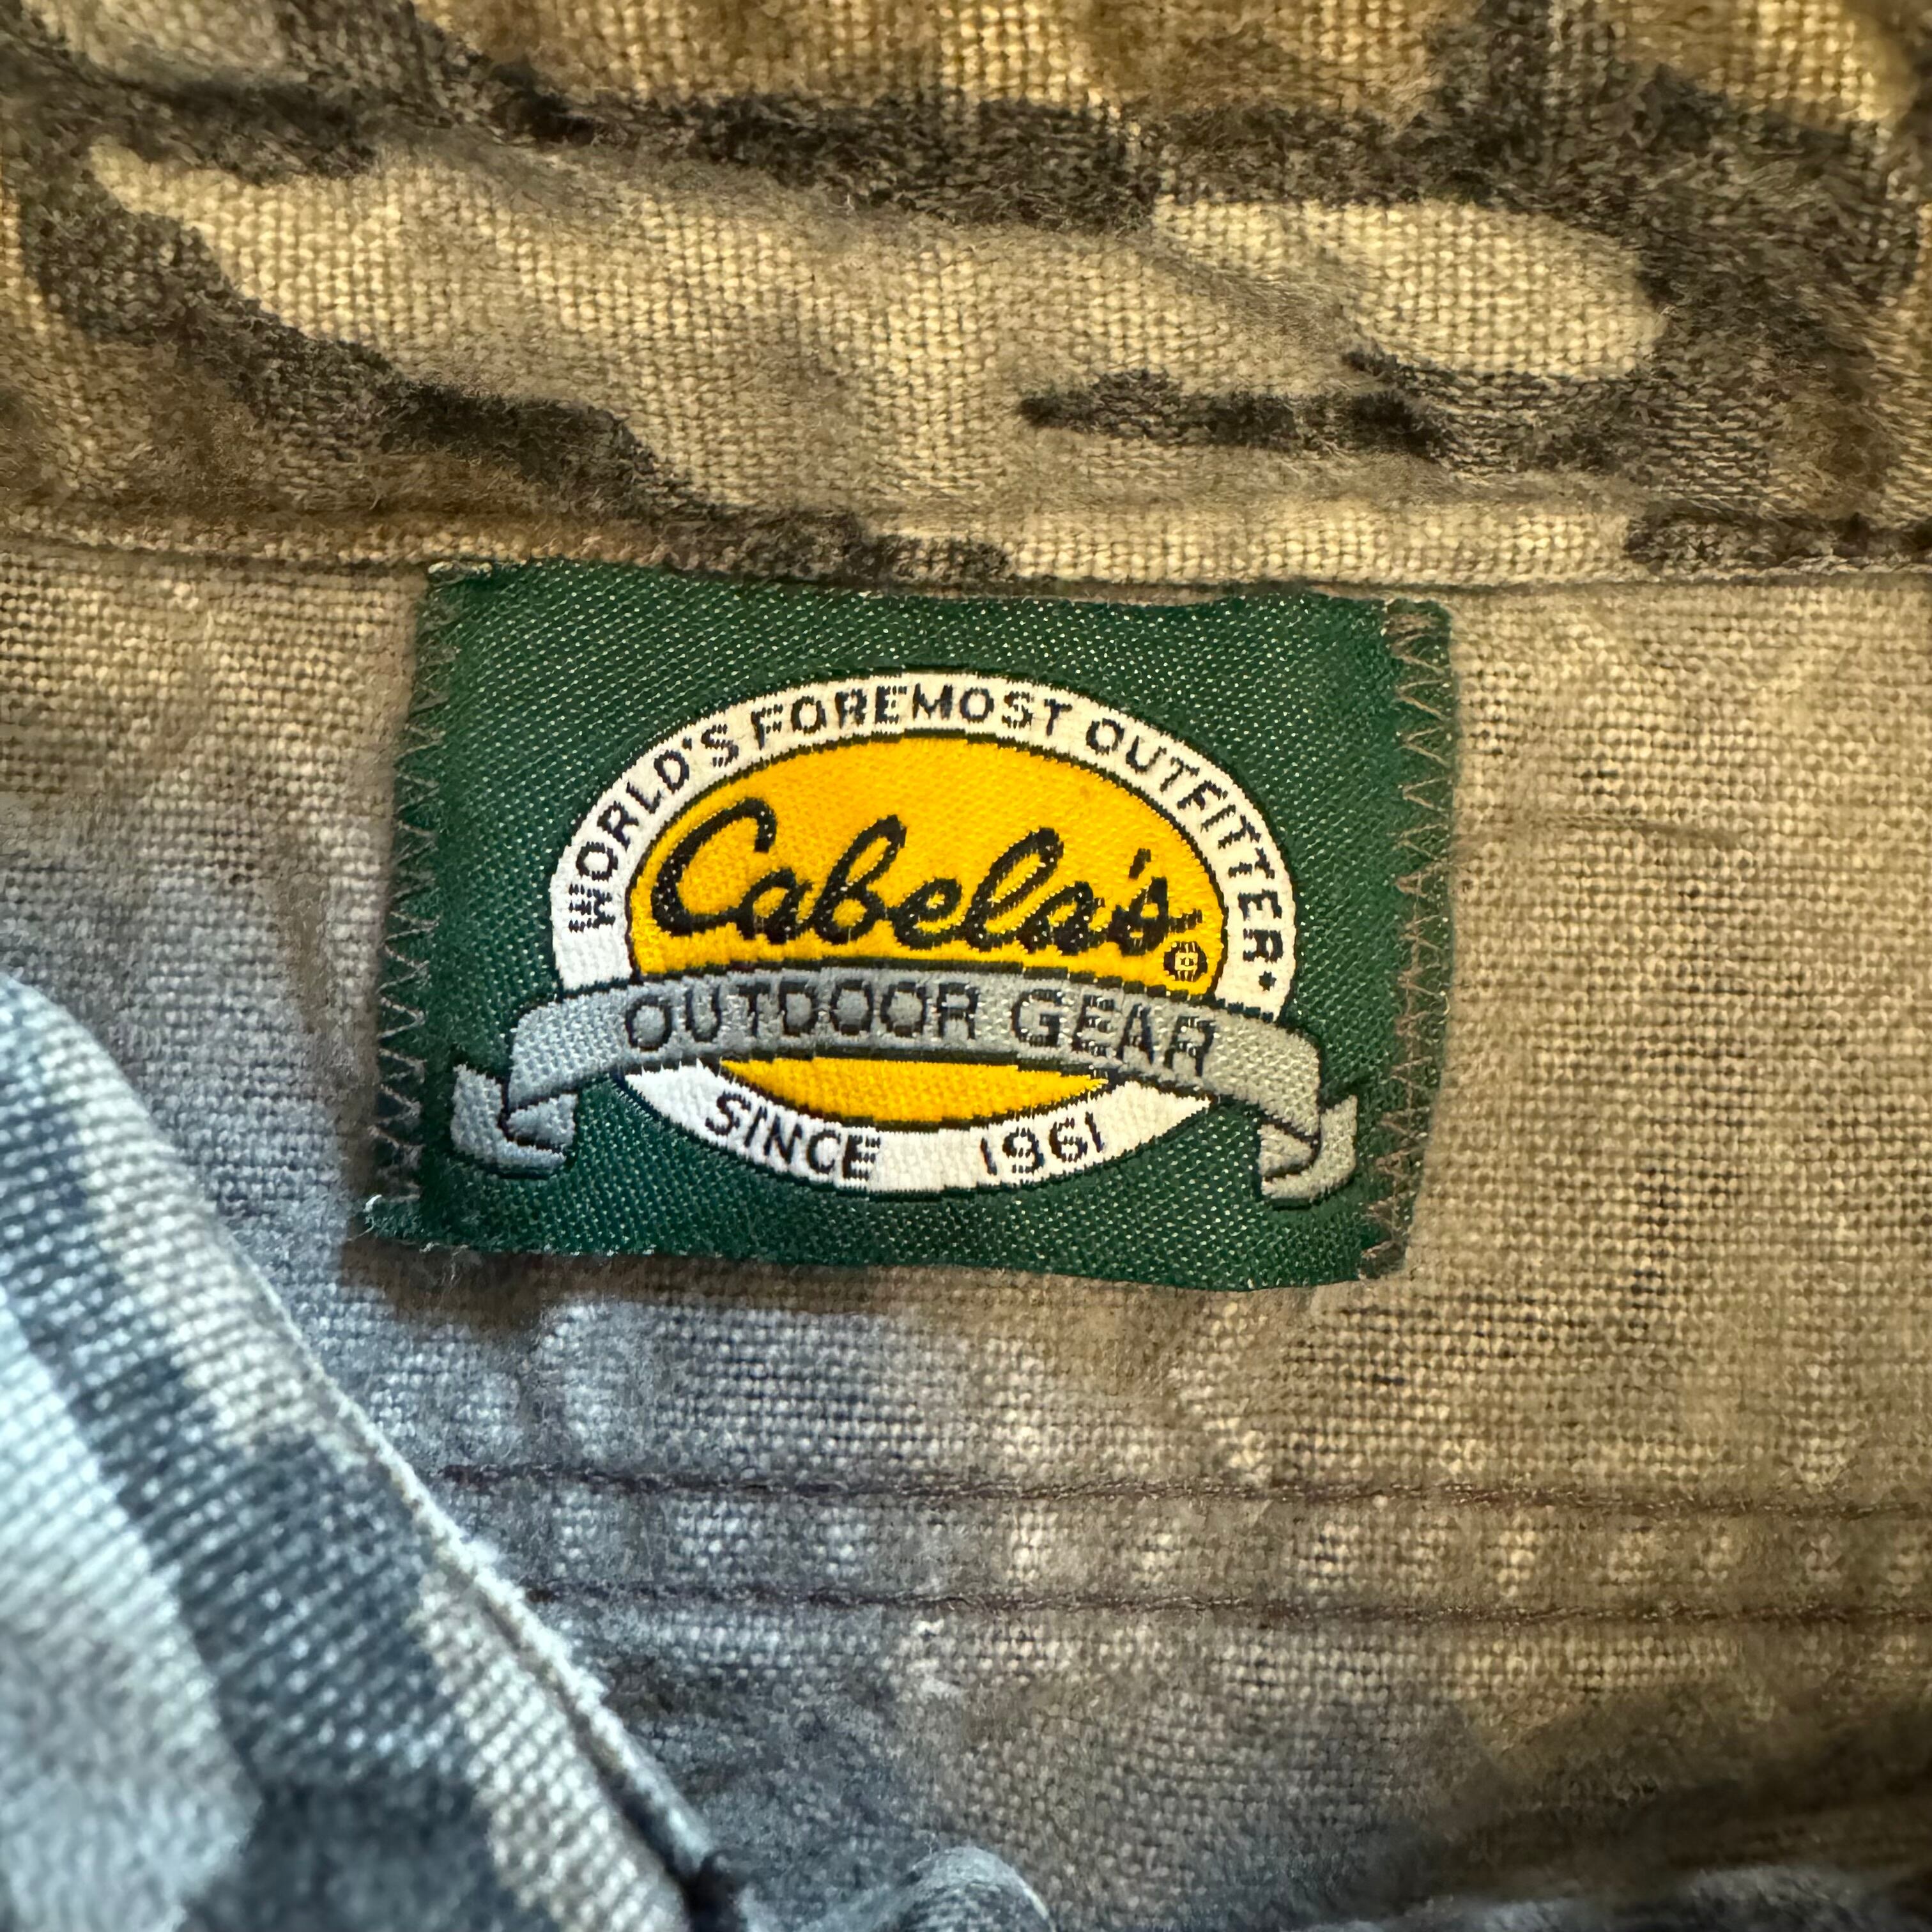 WORLD'S FOREMOST OUTFITTER®
Cabela's®
OUTDOOR GEAR
SINCE 1961